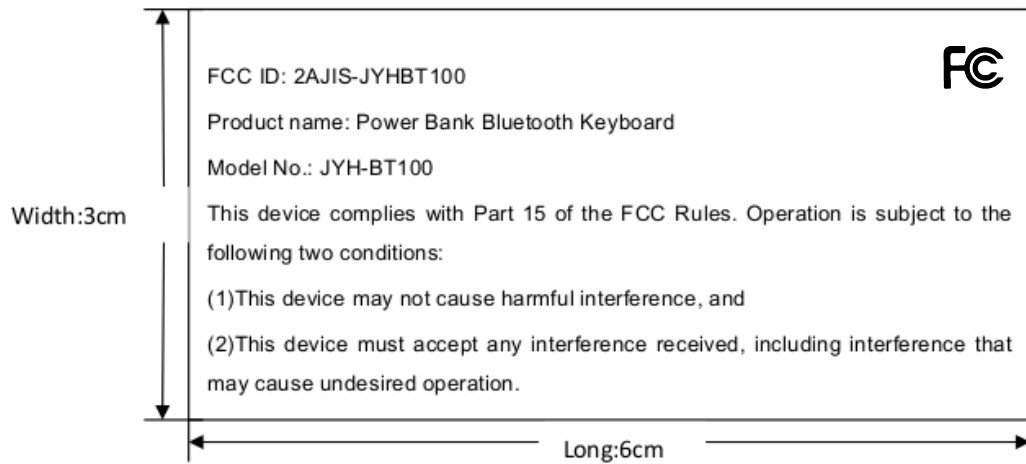 FC
FCC ID: 2AJIS-JYHBT100
Product name: Power Bank Bluetooth Keyboard
Model No.: JYH-BT100
Width:3cm
This device complies with Part 15 of the FCC Rules. Operation is subject to the
following two conditions:
(1)This device may not cause harmful interference, and
(2)This device must accept any interference received, including interference that
may cause undesired operation.
Long:6cm